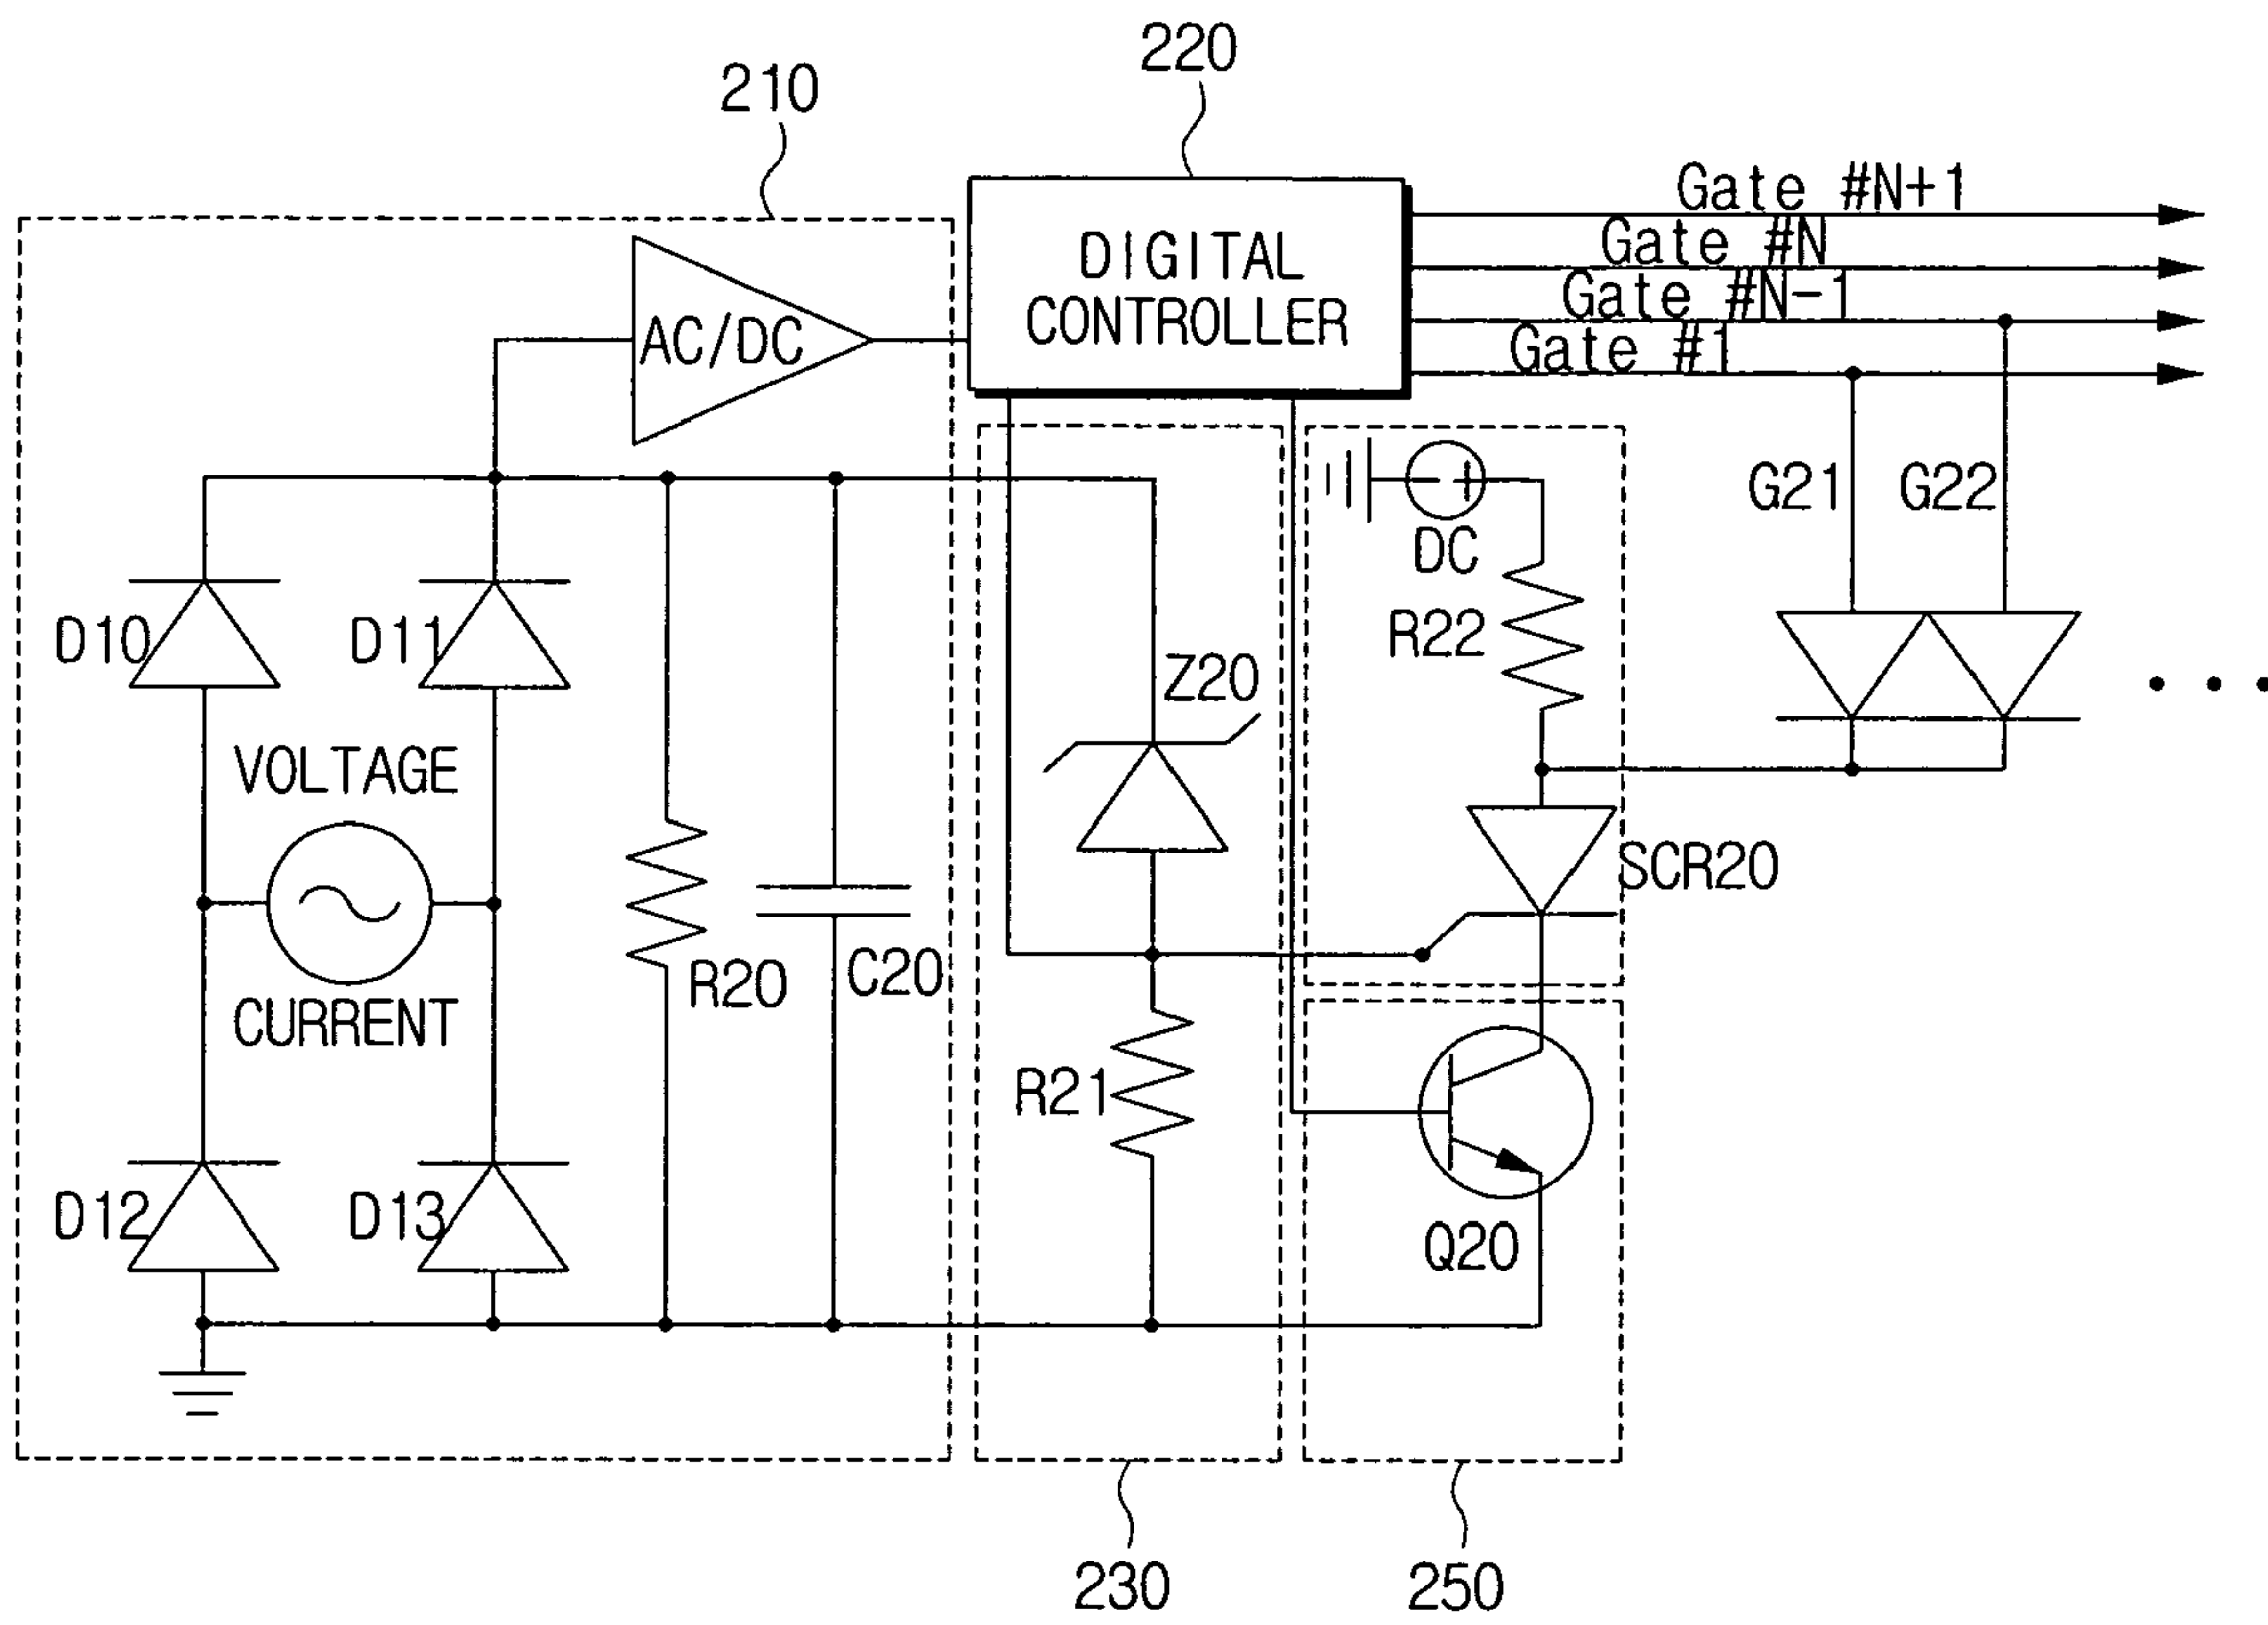 220
210
Gate #N+1
Gate #N
Gate #N-1
Gate #1
DIGITAL
CONTROLLER
AC/DC
G21
G22
DC
R22
D10
D11
Z20
VOLTAGE
CURRENT
SCR20
R20
C20
R21
D12
D13
Q20
230
250